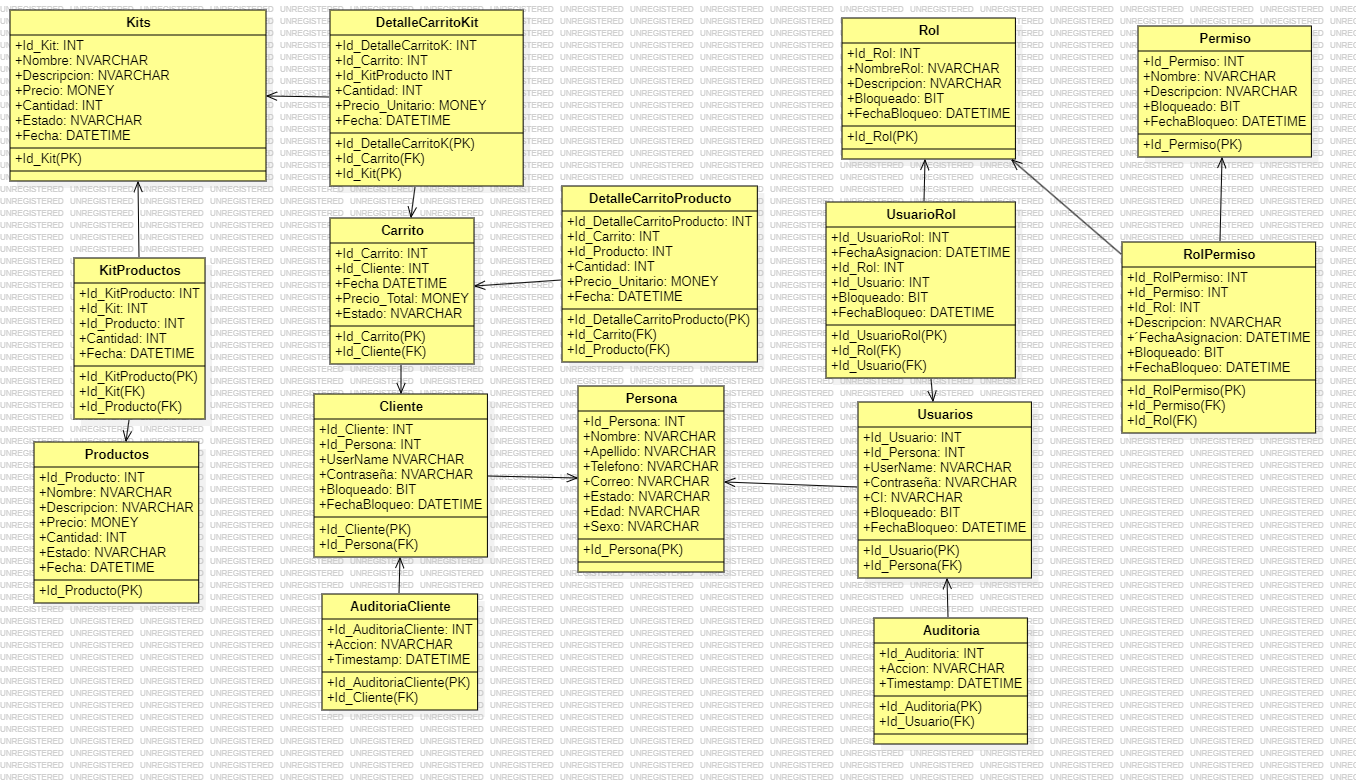 Kits
+Id_Kit: INT
+Nombre: NVARCHAR
+Descripcion: NVARCHAR
+Precio: MONEY
+Cantidad: INT
+Estado: NVARCHAR
+Fecha: DATETIME
+Id_Kit(PK)
DetalleCarritoKit
+Id_DetalleCarritoK: INT
+Id_Carrito: INT
+Id_KitProducto INT
+Cantidad: INT
+Precio_Unitario: MONEY
+Fecha: DATETIME
+Id_DetalleCarritoK(PK)
+Id_Carrito(FK)
+Id_Kit(PK)
Rol
+Id_Rol: INT
+NombreRol: NVARCHAR
+Descripcion: NVARCHAR
+Bloqueado: BIT
+FechaBloqueo: DATETIME
+Id_Rol(PK)
Permiso
+Id_Permiso: INT
+Nombre: NVARCHAR
+Descripcion: NVARCHAR
+Bloqueado: BIT
+FechaBloqueo: DATETIME
+Id_Permiso(PK)
DetalleCarritoProducto
+Id_DetalleCarritoProducto: INT
+Id_Carrito: INT
+Id_Producto: INT
+Cantidad: INT
+Precio_Unitario: MONEY
+Fecha: DATETIME
+Id_DetalleCarritoProducto(PK)
+Id_Carrito(FK)
+Id_Producto(FK)
UsuarioRol
+Id_UsuarioRol: INT
+FechaAsignacion: DATETIME
+Id_Rol: INT
+Id_Usuario: INT
+Bloqueado: BIT
+FechaBloqueo: DATETIME
+Id_UsuarioRol(PK)
+Id_Rol(FK)
+Id_Usuario(FK)
Carrito
+Id_Carrito: INT
+Id_Cliente: INT
+Fecha DATETIME
+Precio_Total: MONEY
+Estado: NVARCHAR
+Id_Carrito(PK)
+Id_Cliente(FK)
RolPermiso
+Id_RolPermiso: INT
+Id_Permiso: INT
+Id_Rol: INT
+Descripcion: NVARCHAR
+´FechaAsignacion: DATETIME
+Bloqueado: BIT
+FechaBloqueo: DATETIME
+Id_RolPermiso(PK)
+Id_Permiso(FK)
+Id_Rol(FK)
KitProductos
+Id_KitProducto: INT
+Id_Kit: INT
+Id_Producto: INT
+Cantidad: INT
+Fecha: DATETIME
+Id_KitProducto(PK)
+Id_Kit(FK)
+Id_Producto(FK)
Persona
+Id_Persona: INT
+Nombre: NVARCHAR
+Apellido: NVARCHAR
+Telefono: NVARCHAR
+Correo: NVARCHAR
+Estado: NVARCHAR
+Edad: NVARCHAR
+Sexo: NVARCHAR
+Id_Persona(PK)
Cliente
+Id_Cliente: INT
+Id_Persona: INT
+UserName NVARCHAR
+Contraseña: NVARCHAR
+Bloqueado: BIT
+FechaBloqueo: DATETIME
+Id_Cliente(PK)
+Id_Persona(FK)
Usuarios
+Id_Usuario: INT
+Id_Persona: INT
+UserName: NVARCHAR
+Contraseña: NVARCHAR
+CI: NVARCHAR
+Bloqueado: BIT
+FechaBloqueo: DATETIME
+Id_Usuario(PK)
+Id_Persona(FK)
Productos
+Id_Producto: INT
+Nombre: NVARCHAR
+Descripcion: NVARCHAR
+Precio: MONEY
+Cantidad: INT
+Estado: NVARCHAR
+Fecha: DATETIME
+Id_Producto(PK)
AuditoriaCliente
+Id_AuditoriaCliente: INT
+Accion: NVARCHAR
+Timestamp: DATETIME
+Id_AuditoriaCliente(PK)
+Id_Cliente(FK)
Auditoria
+Id_Auditoria: INT
+Accion: NVARCHAR
+Timestamp: DATETIME
+Id_Auditoria(PK)
+Id_Usuario(FK)
UNREGISTERED